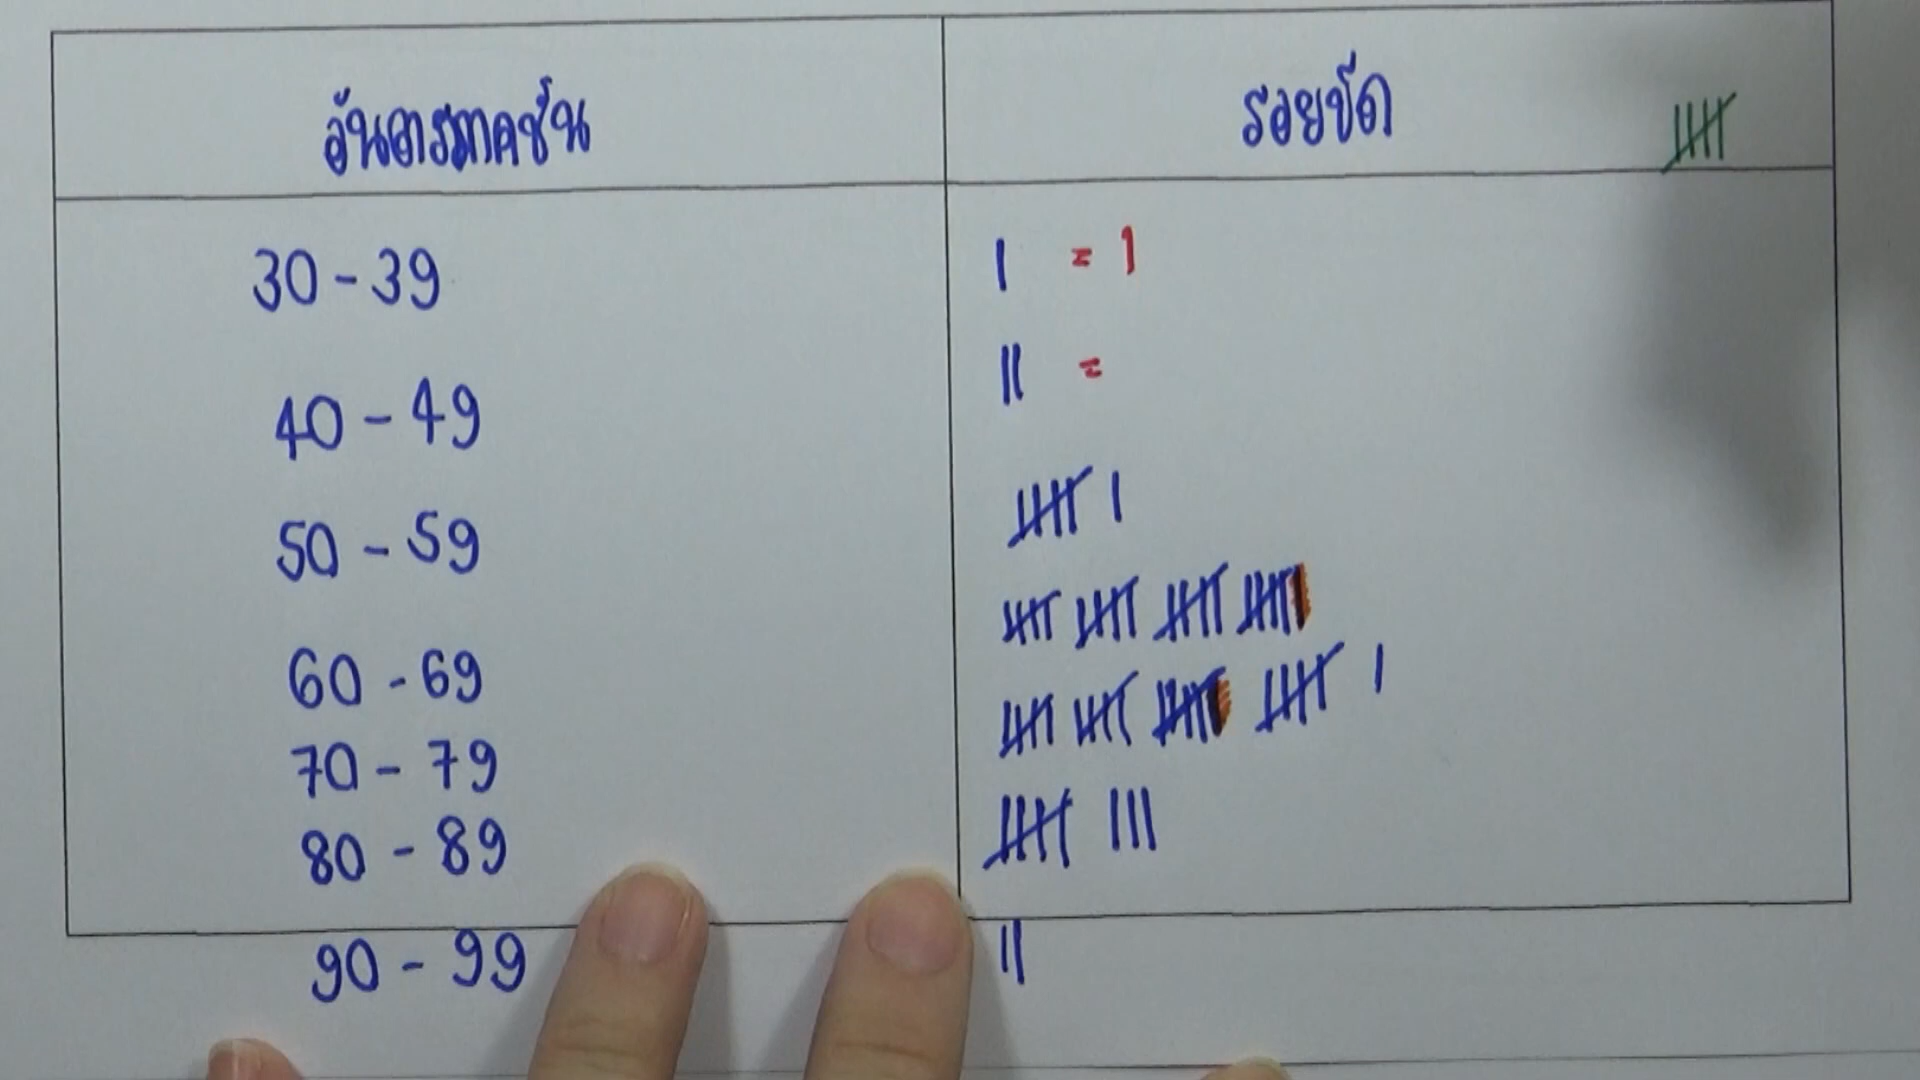 อันตรภาคชั้น รอยขีด
30 - 39 | = 1
40 - 49 || =
50 - 59 |||| |
60 - 69 |||| |||| |||| ||||
70 - 79 |||| |||| |||| |||| |
80 - 89 |||| |||
90 - 99 ||